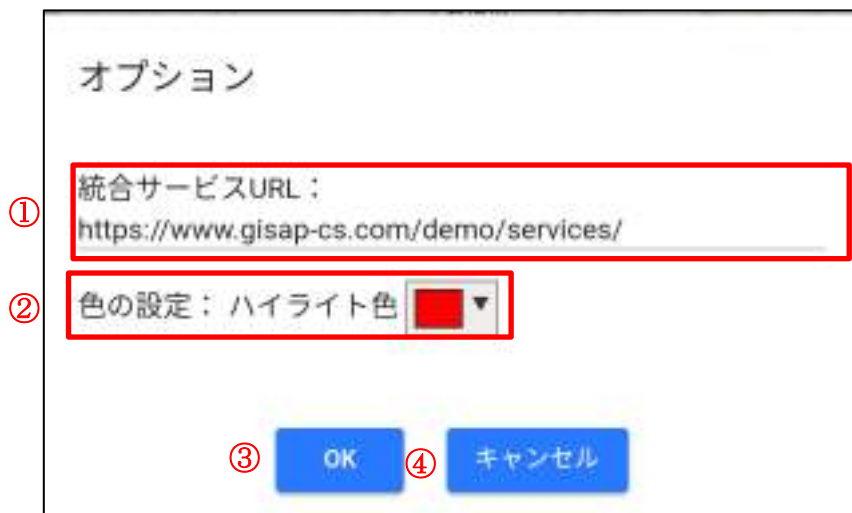 オプション
①
統合サービスURL：
https://www.gisap-cs.com/demo/services/
②
色の設定： ハイライト色
③ OK ④ キャンセル